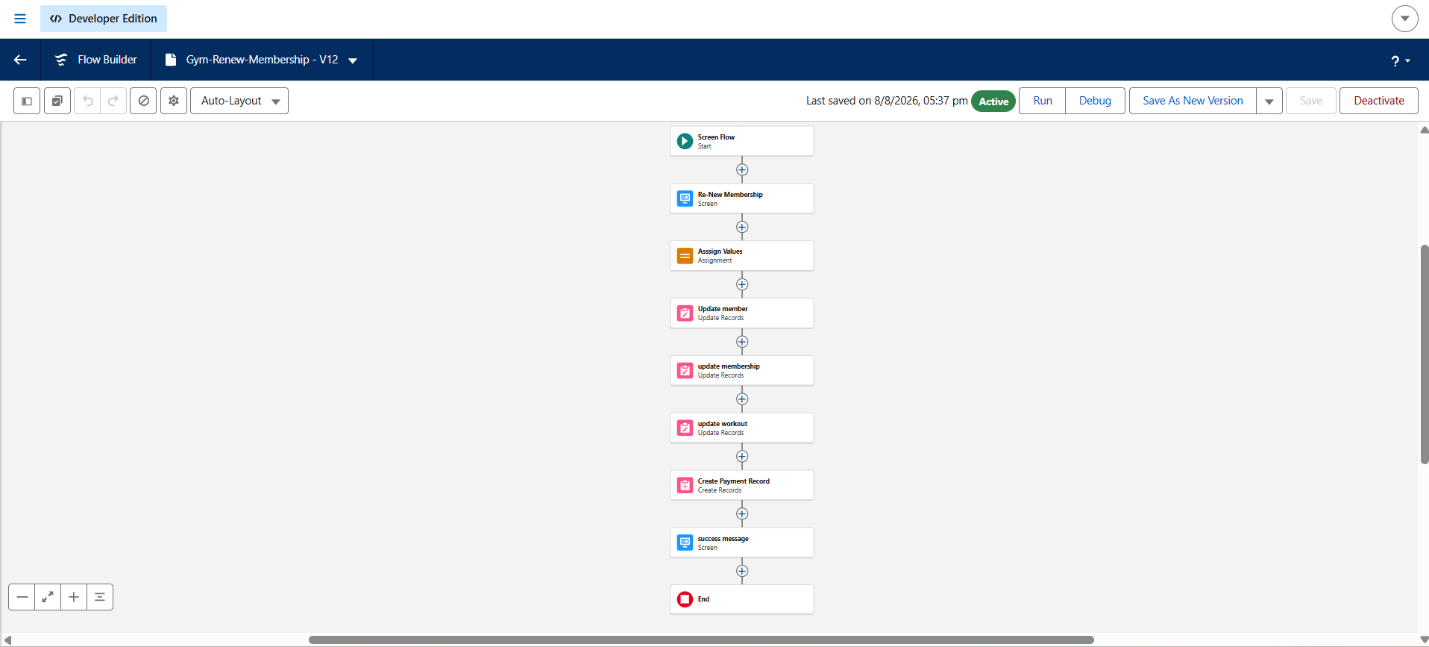 Developer Edition
Flow Builder
Gym-Renew-Membership - V12
?
Auto-Layout
Last saved on 8/8/2026, 05:37 pm
Active
Run
Debug
Save As New Version
Save
Deactivate
Screen Flow
Start
Re-New Membership
Screen
Asssign Values
Assignment
Update member
Update Records
update membership
Update Records
update workout
Update Records
Create Payment Record
Create Records
success message
Screen
End